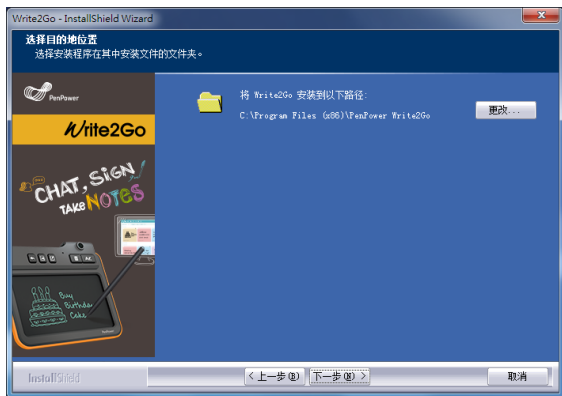 Write2Go - InstallShield Wizard
选择目的地位置
选择安装程序在其中安装文件的文件夹。
PenPower
Write2Go
CHAT, SIGN/
TAKE NOTES
Buy
Birthday
Cake
将 Write2Go 安装到以下路径:
C:\Program Files (x86)\PenPower Write2Go
更改...
InstallShield
< 上一步(B)
下一步(N) >
取消